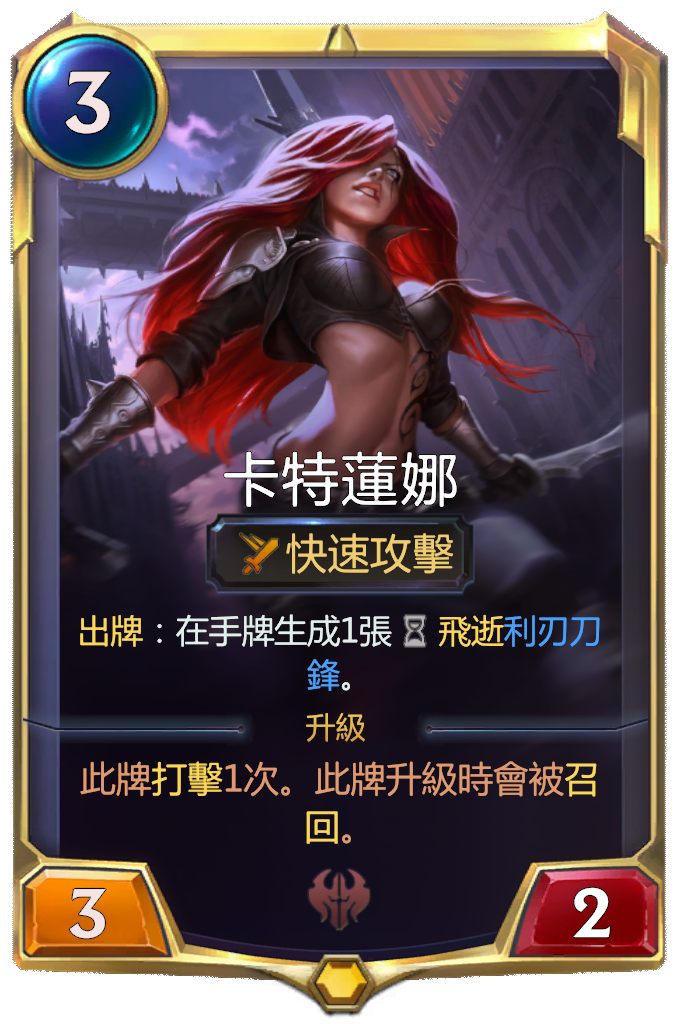 3
卡特蓮娜
快速攻擊
出牌：在手牌生成1張 飛逝利刃刀
鋒。
升級
此牌打擊1次。此牌升級時會被召
回。
3
2